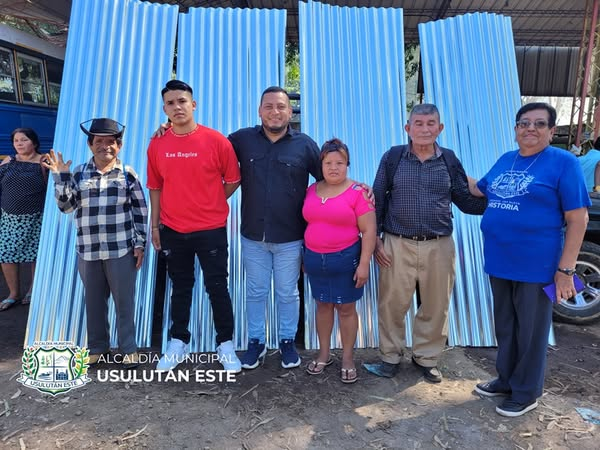 Los Angeles
HISTORIA
ALCALDÍA MUNICIPAL
USULUTÁN ESTE